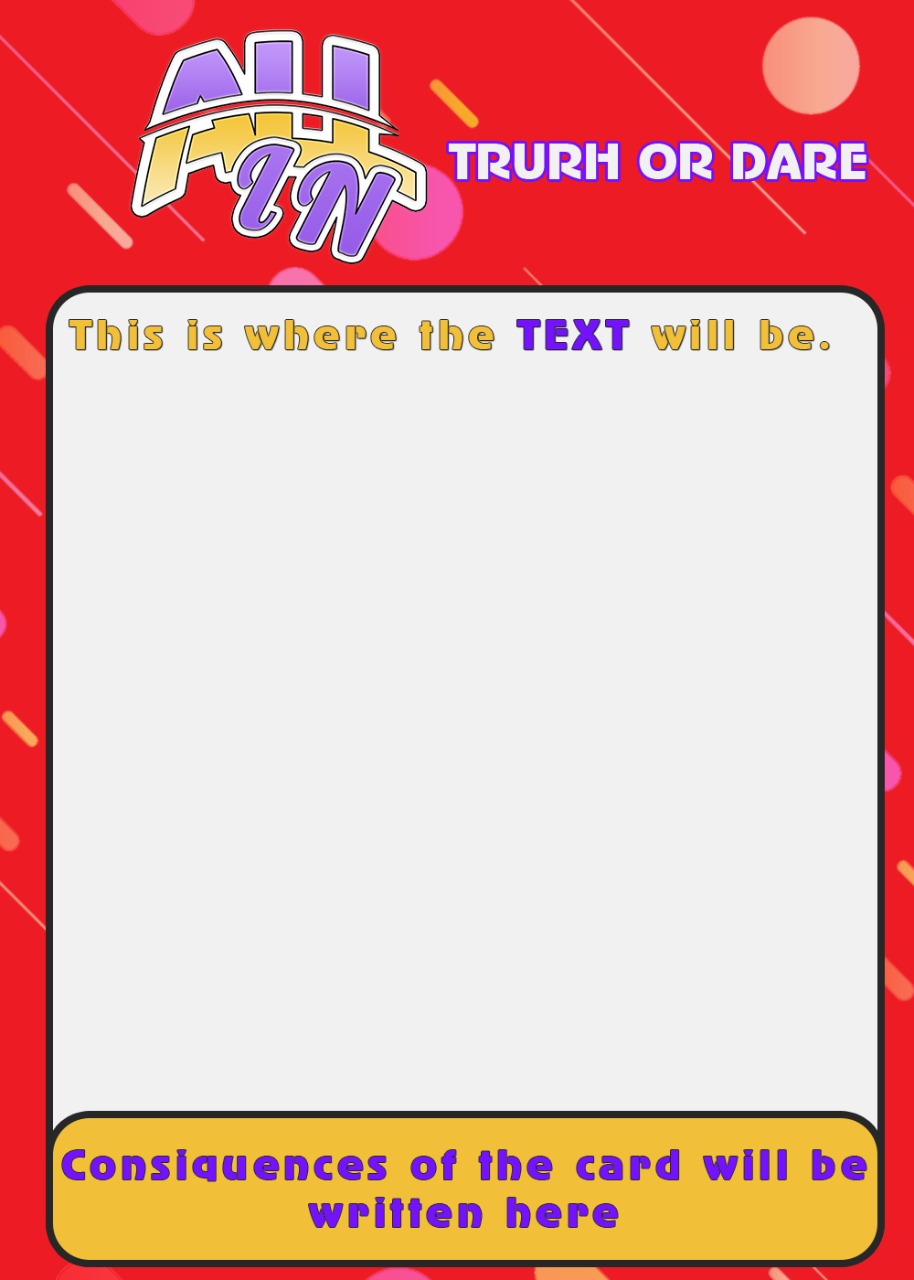 ALL
IN
TRURH OR DARE
This is where the TEXT will be.
Consiquences of the card will be
written here